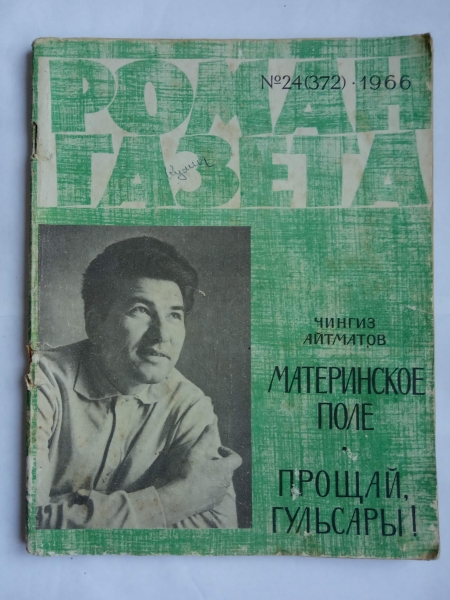 РОМАН
№24(372)·1966
ГАЗЕТА
ЧИНГИЗ
АЙТМАТОВ
МАТЕРИНСКОЕ
ПОЛЕ
·
ПРОЩАЙ,
ГУЛЬСАРЫ!